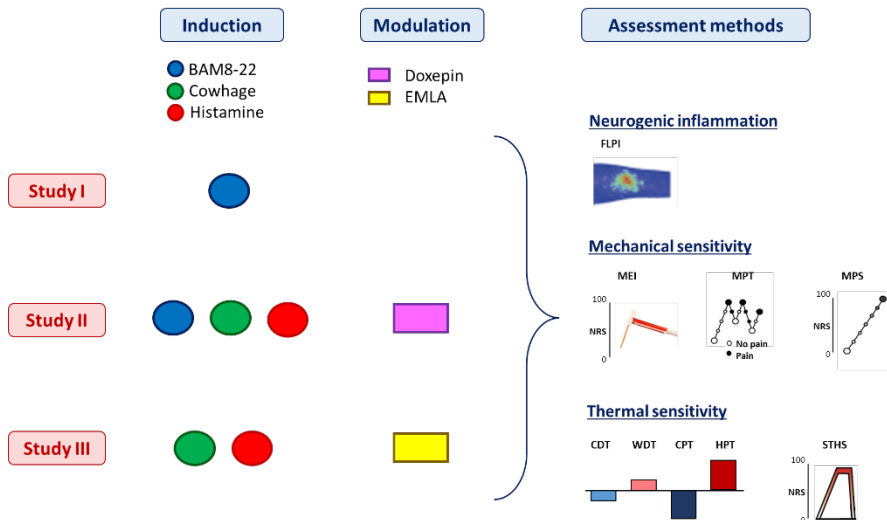 Induction
Modulation
Assessment methods
BAM8-22
Cowhage
Histamine
Doxepin
EMLA
Study I
Study II
Study III
Neurogenic inflammation
FLPI
Mechanical sensitivity
MEI
MPT
MPS
100
NRS
0
No pain
Pain
100
NRS
0
Thermal sensitivity
CDT
WDT
CPT
HPT
STHS
100
NRS
0